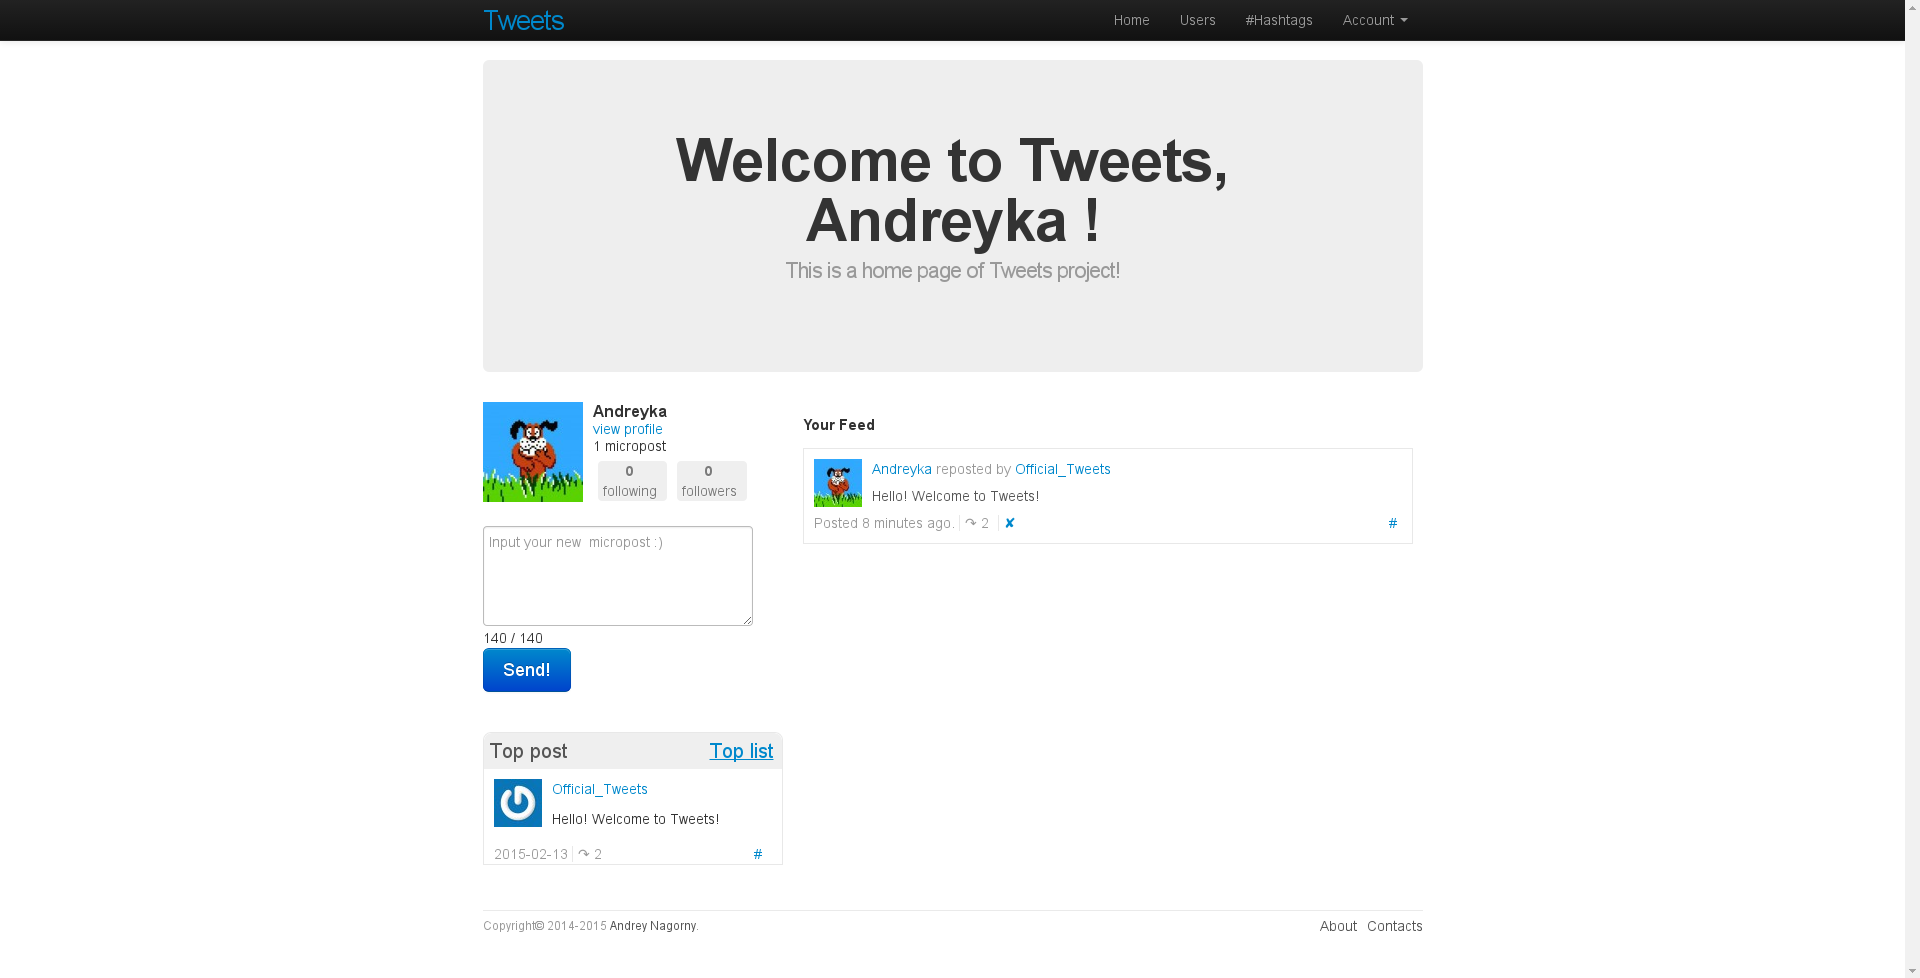 Tweets
Home Users #Hashtags Account
Welcome to Tweets,
Andreyka !
This is a home page of Tweets project!
Andreyka
view profile
1 micropost
0 following
0 followers
Input your new  micropost :)
140 / 140
Send!
Top post Top list
Official_Tweets
Hello! Welcome to Tweets!
2015-02-13 ↷ 2 #
Your Feed
Andreyka reposted by Official_Tweets
Hello! Welcome to Tweets!
Posted 8 minutes ago. ↷ 2 ✘ #
Copyright© 2014-2015 Andrey Nagorny.
About Contacts